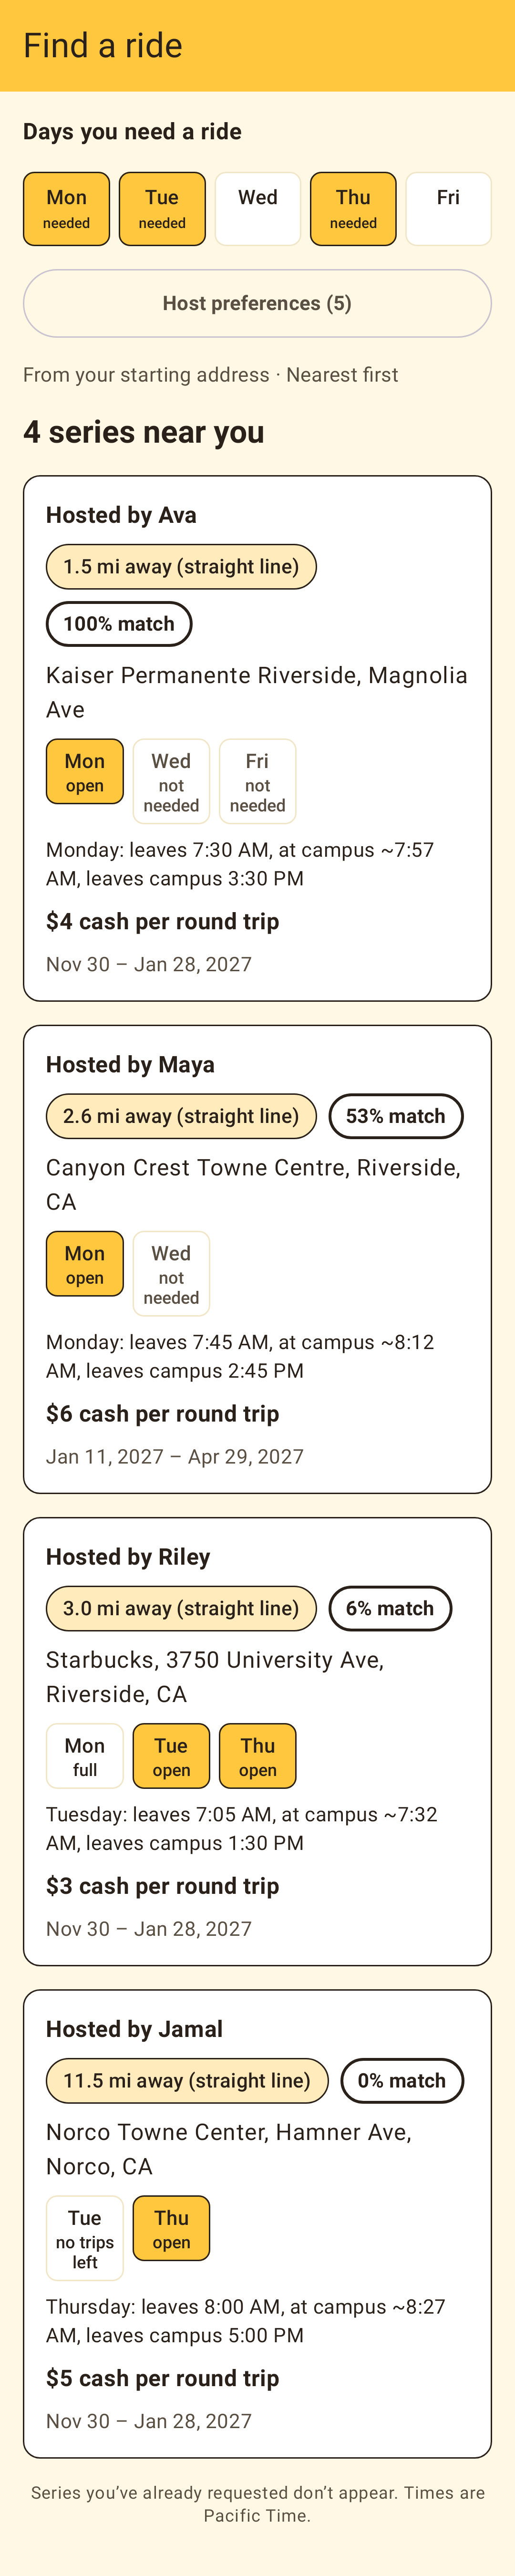 Find a ride
Days you need a ride
Mon
needed
Tue
needed
Wed
Thu
needed
Fri
Host preferences (5)
From your starting address · Nearest first
4 series near you
Hosted by Ava
1.5 mi away (straight line)
100% match
Kaiser Permanente Riverside, Magnolia
Ave
Mon
open
Wed
not
needed
Fri
not
needed
Monday: leaves 7:30 AM, at campus ~7:57
AM, leaves campus 3:30 PM
$4 cash per round trip
Nov 30 – Jan 28, 2027
Hosted by Maya
2.6 mi away (straight line)
53% match
Canyon Crest Towne Centre, Riverside,
CA
Mon
open
Wed
not
needed
Monday: leaves 7:45 AM, at campus ~8:12
AM, leaves campus 2:45 PM
$6 cash per round trip
Jan 11, 2027 – Apr 29, 2027
Hosted by Riley
3.0 mi away (straight line)
6% match
Starbucks, 3750 University Ave,
Riverside, CA
Mon
full
Tue
open
Thu
open
Tuesday: leaves 7:05 AM, at campus ~7:32
AM, leaves campus 1:30 PM
$3 cash per round trip
Nov 30 – Jan 28, 2027
Hosted by Jamal
11.5 mi away (straight line)
0% match
Norco Towne Center, Hamner Ave,
Norco, CA
Tue
no trips
left
Thu
open
Thursday: leaves 8:00 AM, at campus ~8:27
AM, leaves campus 5:00 PM
$5 cash per round trip
Nov 30 – Jan 28, 2027
Series you’ve already requested don’t appear. Times are
Pacific Time.